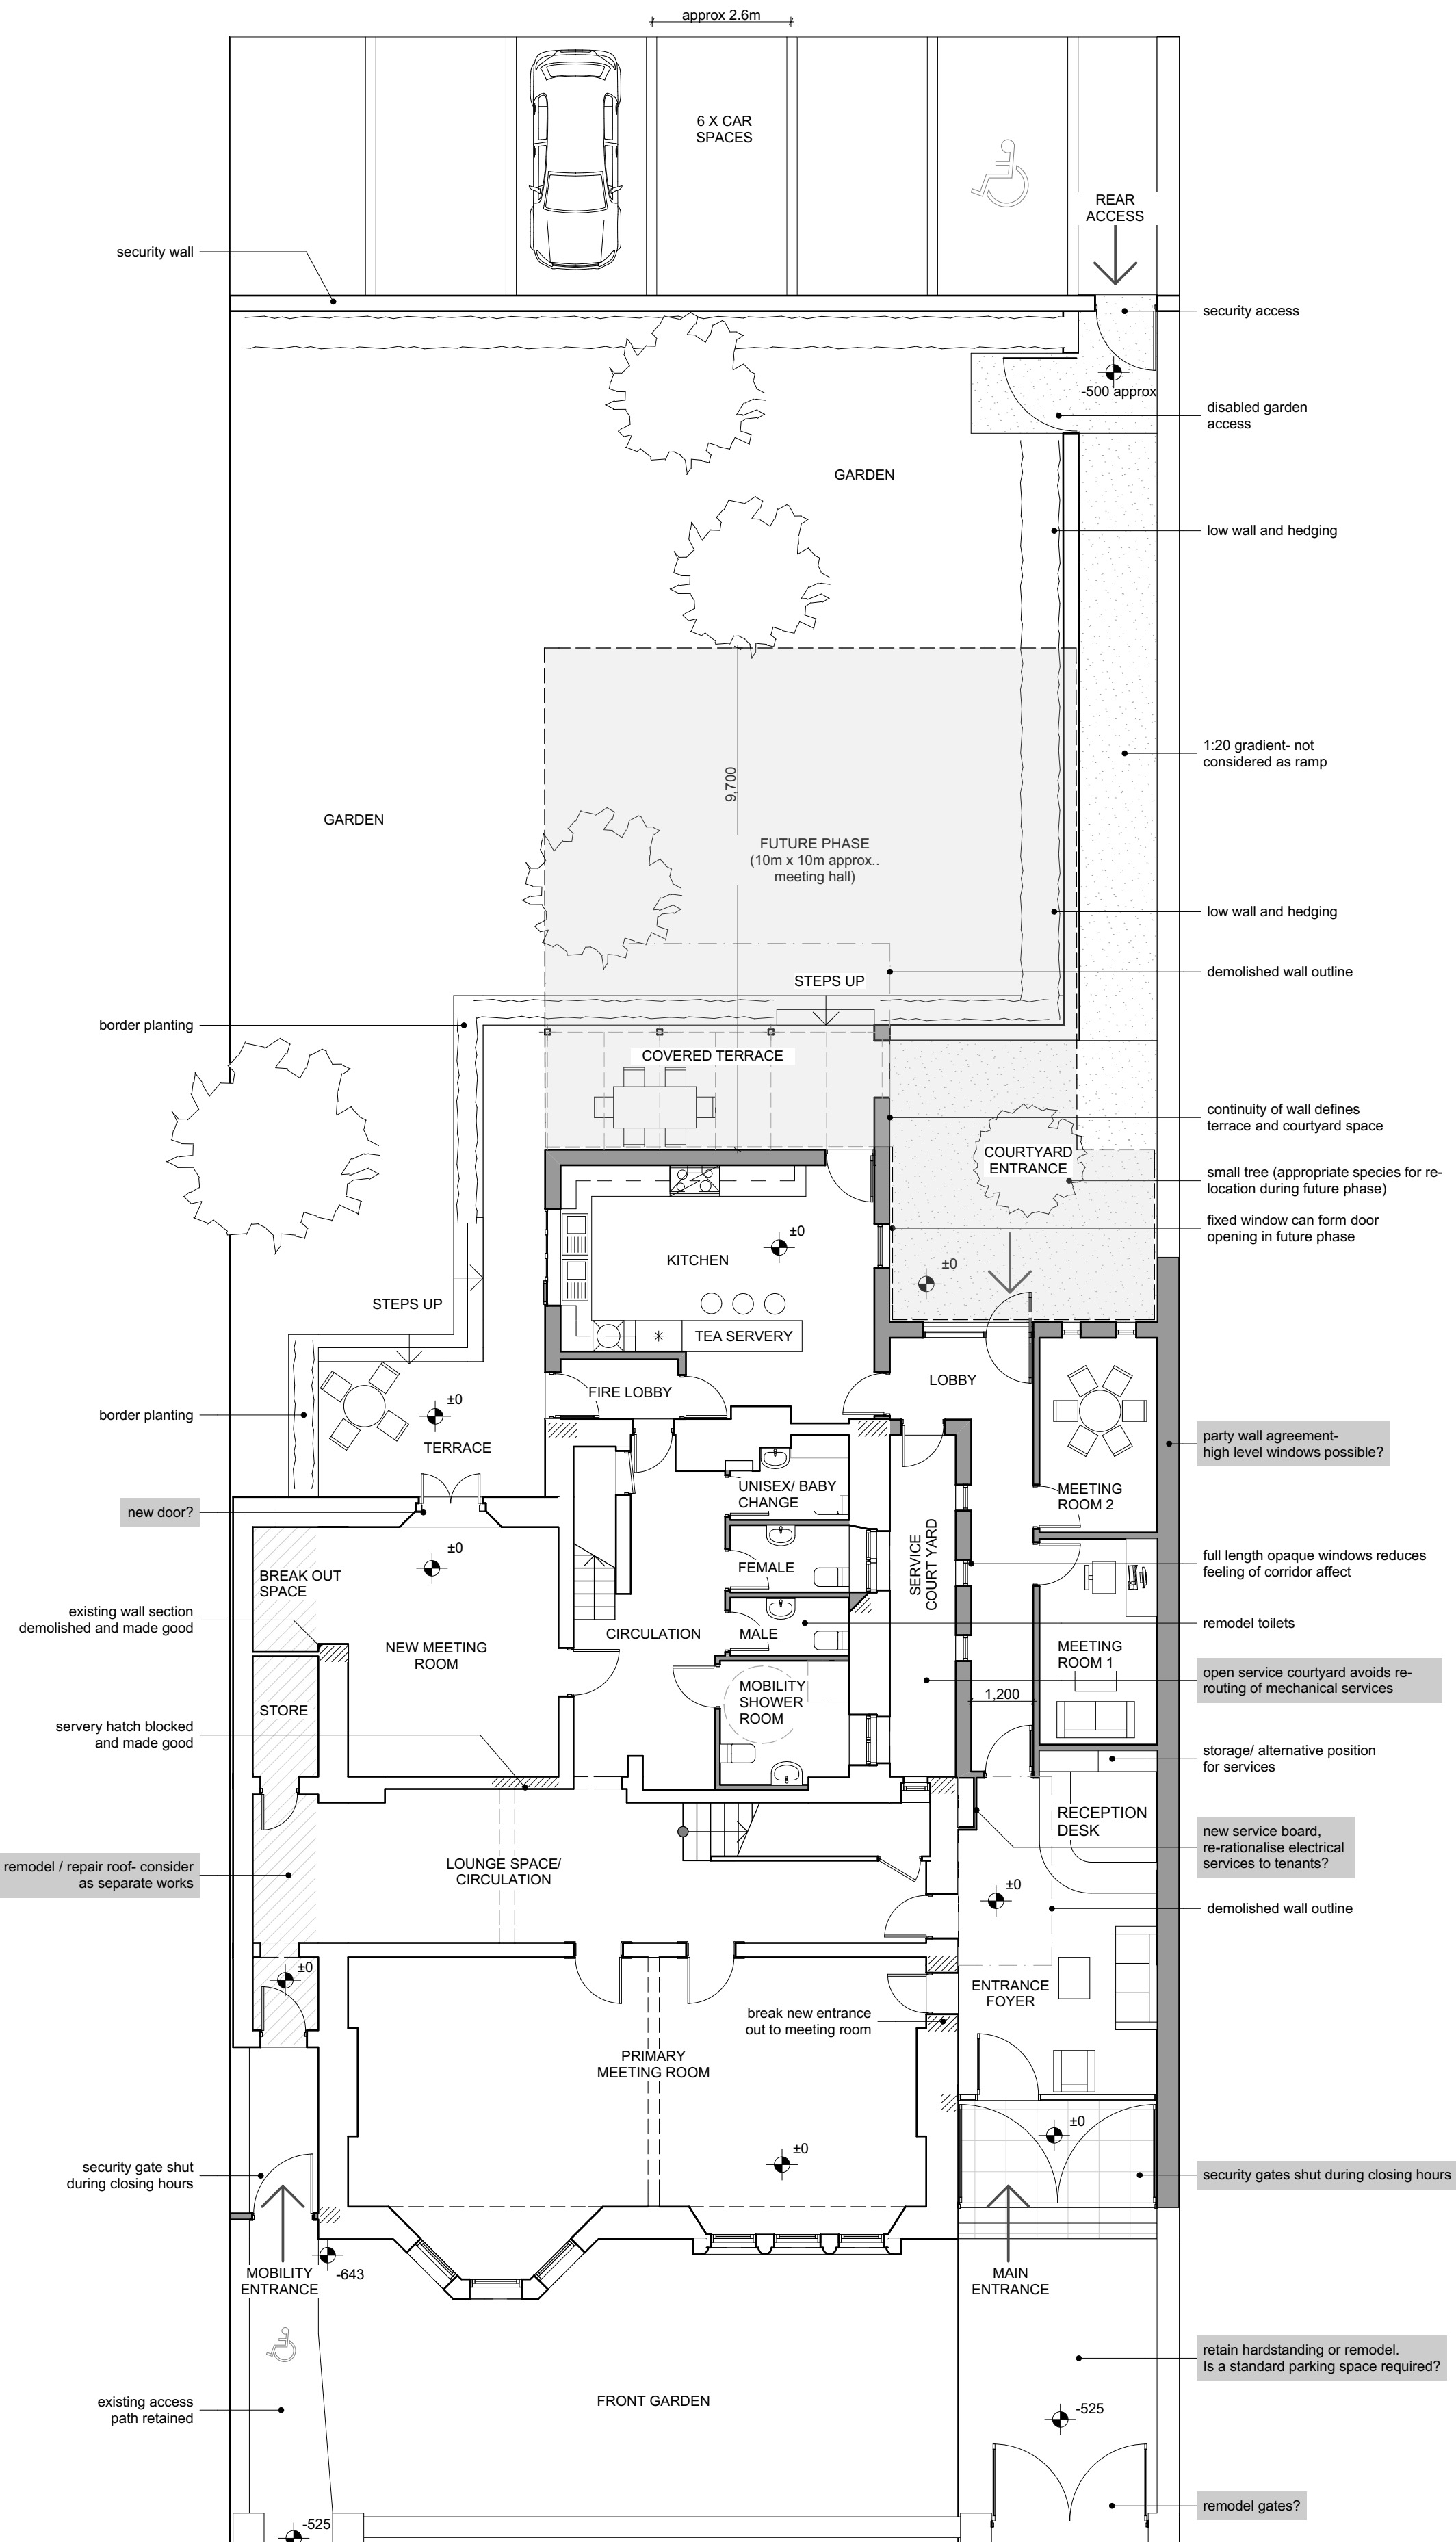 approx 2.6m
6 X CAR
SPACES
REAR
ACCESS
security wall
security access
-500 approx
disabled garden
access
GARDEN
low wall and hedging
1:20 gradient- not
considered as ramp
9,700
GARDEN
FUTURE PHASE
(10m x 10m approx..
meeting hall)
low wall and hedging
demolished wall outline
STEPS UP
border planting
COVERED TERRACE
continuity of wall defines
terrace and courtyard space
COURTYARD
ENTRANCE
small tree (appropriate species for re-
location during future phase)
fixed window can form door
opening in future phase
±0
KITCHEN
±0
STEPS UP
TEA SERVERY
LOBBY
FIRE LOBBY
±0
border planting
TERRACE
party wall agreement-
high level windows possible?
UNISEX/ BABY
CHANGE
MEETING
ROOM 2
new door?
±0
SERVICE
COURT YARD
full length opaque windows reduces
feeling of corridor affect
FEMALE
BREAK OUT
SPACE
existing wall section
demolished and made good
remodel toilets
CIRCULATION
MALE
NEW MEETING
ROOM
MEETING
ROOM 1
open service courtyard avoids re-
routing of mechanical services
MOBILITY
SHOWER
ROOM
1,200
STORE
servery hatch blocked
and made good
storage/ alternative position
for services
RECEPTION
DESK
new service board,
re-rationalise electrical
services to tenants?
remodel / repair roof- consider
as separate works
LOUNGE SPACE/
CIRCULATION
±0
demolished wall outline
±0
ENTRANCE
FOYER
break new entrance
out to meeting room
PRIMARY
MEETING ROOM
±0
±0
security gate shut
during closing hours
security gates shut during closing hours
MOBILITY
ENTRANCE
-643
MAIN
ENTRANCE
retain hardstanding or remodel.
Is a standard parking space required?
existing access
path retained
FRONT GARDEN
-525
remodel gates?
-525